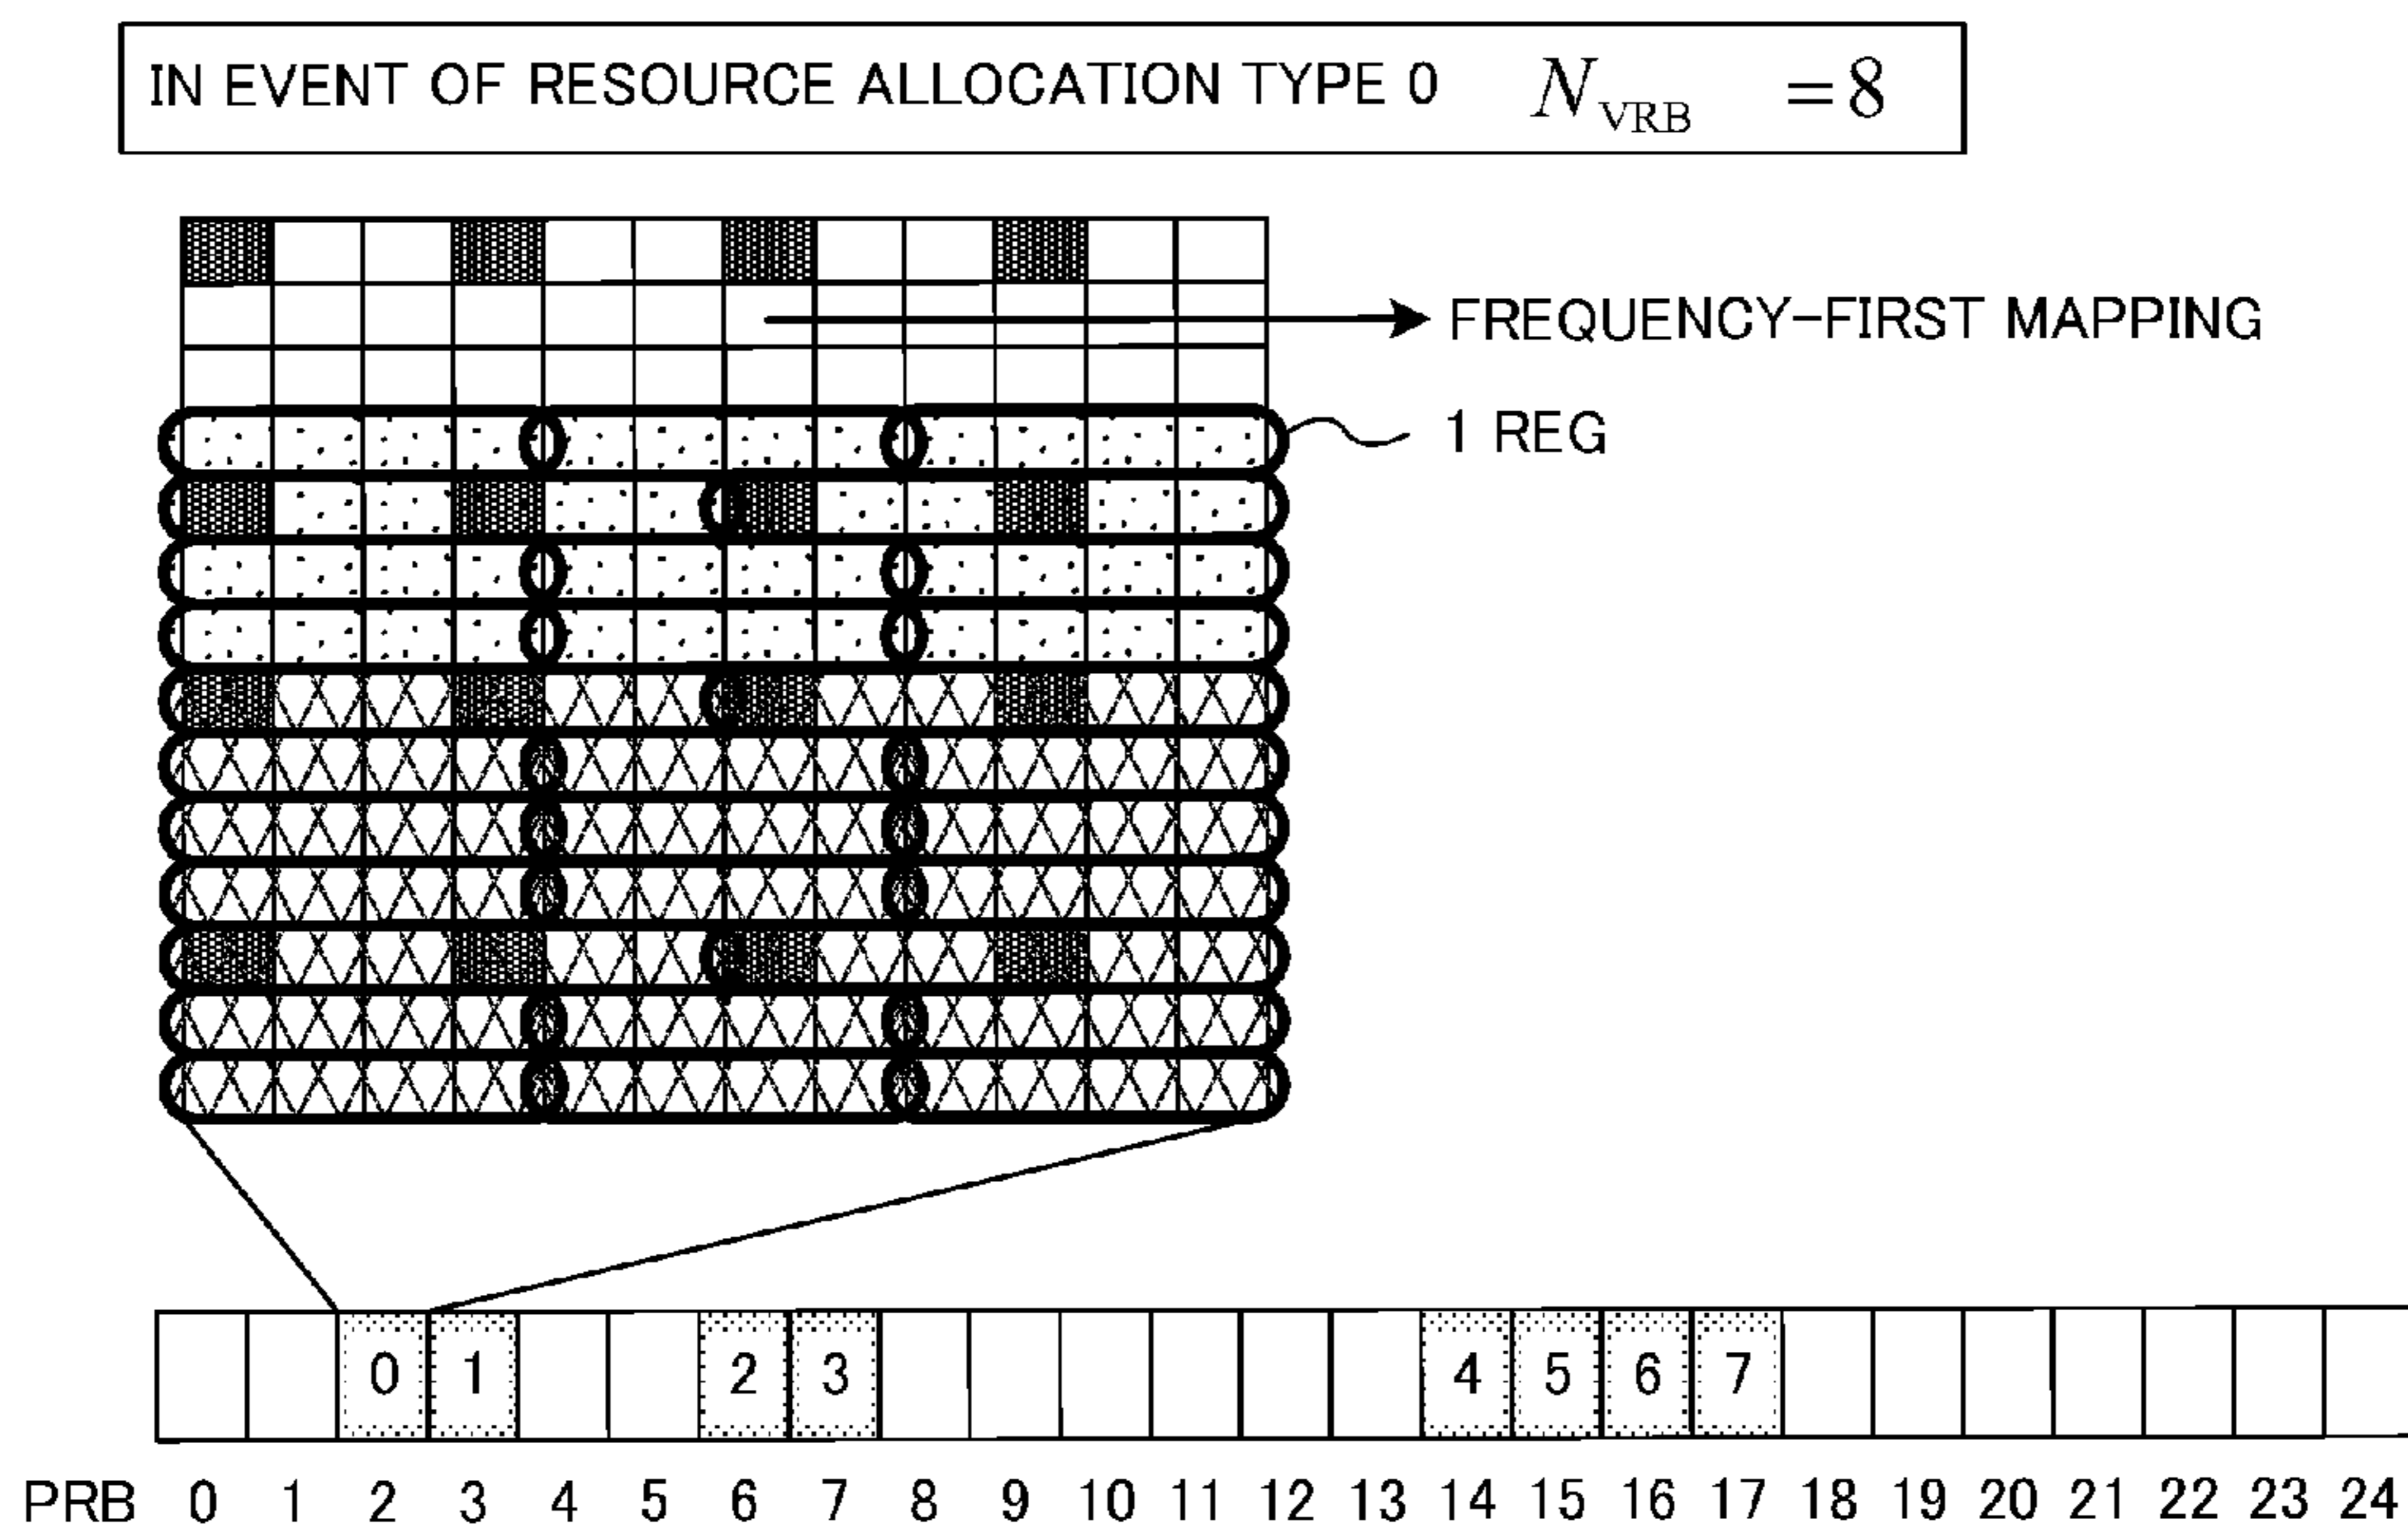 IN EVENT OF RESOURCE ALLOCATION TYPE 0 N VRB =8
FREQUENCY-FIRST MAPPING
1 REG
0 1 2 3 4 5 6 7
PRB 0 1 2 3 4 5 6 7 8 9 10 11 12 13 14 15 16 17 18 19 20 21 22 23 24